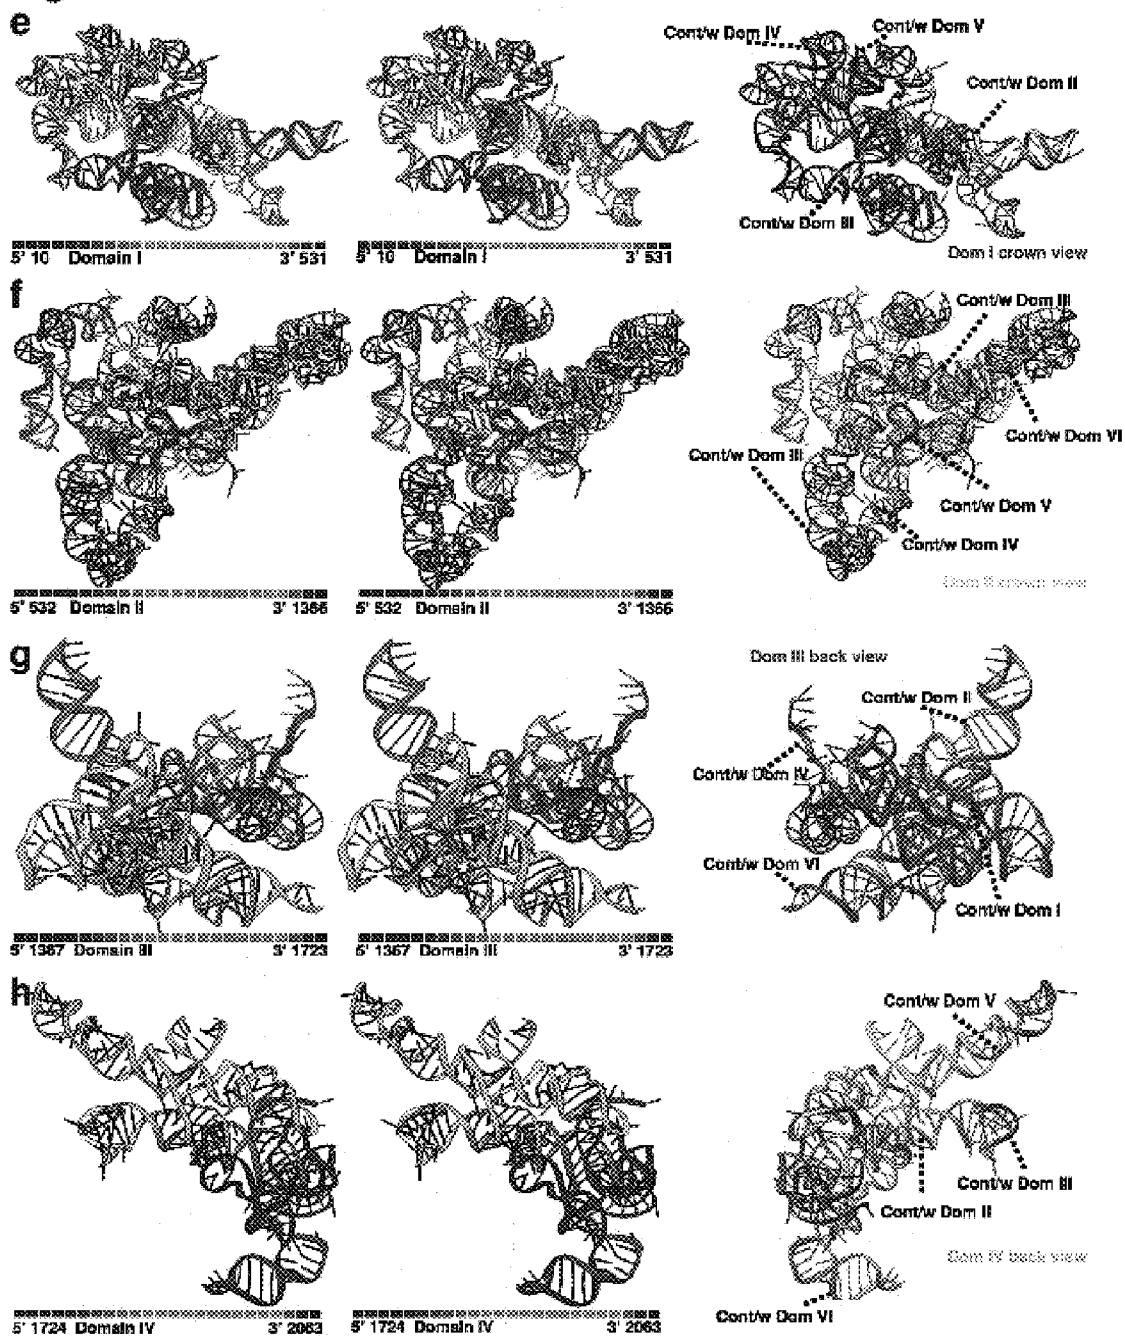 e
Cont/w Dom IV
Cont/w Dom V
Cont/w Dom II
Cont/w Dom III
5' 10 Domain I 3' 531
5' 10 Domain I 3' 531
Dom I crown view
f
Cont/w Dom III
Cont/w Dom VI
Cont/w Dom III
Cont/w Dom V
Cont/w Dom IV
Dom II crown view
5' 532 Domain II 3' 1366
5' 532 Domain II 3' 1366
g
Dom III back view
Cont/w Dom II
Cont/w Dom IV
Cont/w Dom VI
Cont/w Dom I
5' 1367 Domain III 3' 1723
5' 1367 Domain III 3' 1723
h
Cont/w Dom V
Cont/w Dom III
Cont/w Dom II
Dom IV back view
Cont/w Dom VI
5' 1724 Domain IV 3' 2063
5' 1724 Domain IV 3' 2063